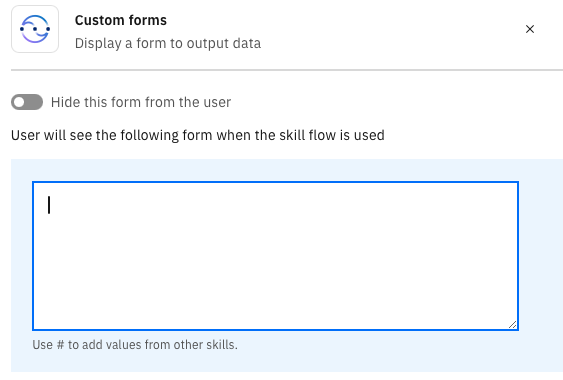 Custom forms
Display a form to output data
Hide this form from the user
User will see the following form when the skill flow is used
Use # to add values from other skills.